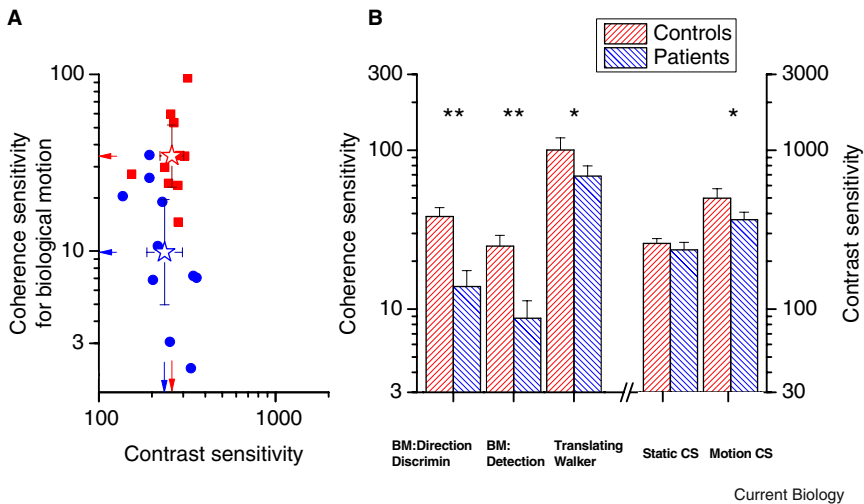 A
Coherence sensitivity
for biological motion
100
10
3
100
1000
Contrast sensitivity
B
Controls
Patients
Coherence sensitivity
300
100
10
3
**
**
*
*
3000
1000
100
30
Contrast sensitivity
BM:Direction
Discrimin
BM:
Detection
Translating
Walker
Static CS
Motion CS
Current Biology